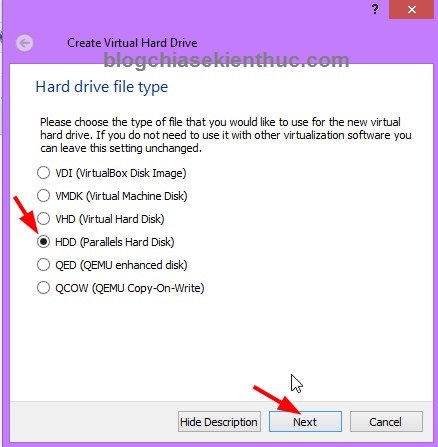 ?
Create Virtual Hard Drive
blogchiasekienthuc.com
Hard drive file type
Please choose the type of file that you would like to use for the new virtual
hard drive. If you do not need to use it with other virtualization software you
can leave this setting unchanged.
VDI (VirtualBox Disk Image)
VMDK (Virtual Machine Disk)
VHD (Virtual Hard Disk)
HDD (Parallels Hard Disk)
QED (QEMU enhanced disk)
QCOW (QEMU Copy-On-Write)
Hide Description Next Cancel